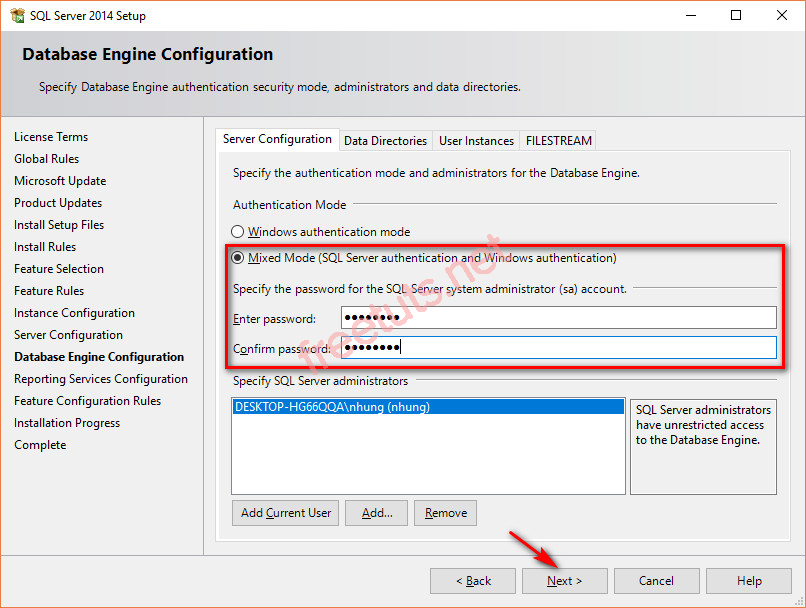 SQL Server 2014 Setup
Database Engine Configuration
Specify Database Engine authentication security mode, administrators and data directories.
License Terms
Global Rules
Microsoft Update
Product Updates
Install Setup Files
Install Rules
Feature Selection
Feature Rules
Instance Configuration
Server Configuration
Database Engine Configuration
Reporting Services Configuration
Feature Configuration Rules
Installation Progress
Complete
Server Configuration Data Directories User Instances FILESTREAM
Specify the authentication mode and administrators for the Database Engine.
Authentication Mode
Windows authentication mode
Mixed Mode (SQL Server authentication and Windows authentication)
Specify the password for the SQL Server system administrator (sa) account.
Enter password: ●●●●●●●●
Confirm password: ●●●●●●●●
freetuts.net
Specify SQL Server administrators
DESKTOP-HG66QQA\nhung (nhung)
SQL Server administrators
have unrestricted access
to the Database Engine.
Add Current User Add... Remove
< Back Next > Cancel Help